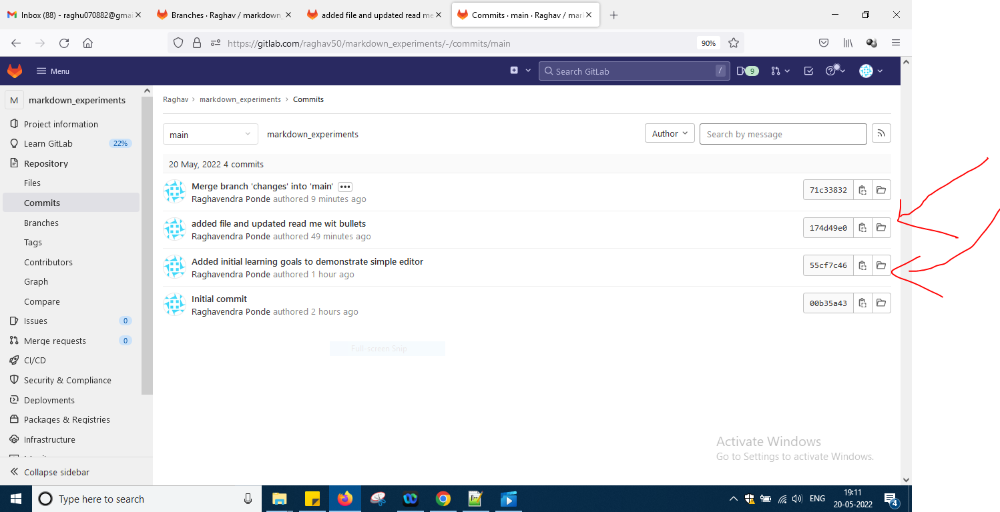 Inbox (88) - raghu070882@gmai
Branches · Raghav / markdown_
added file and updated read me
Commits · main · Raghav / mar
https://gitlab.com/raghav50/markdown_experiments/-/commits/main
90%
Menu
Search GitLab
/
9
M markdown_experiments
Project information
Learn GitLab 22%
Repository
Files
Commits
Branches
Tags
Contributors
Graph
Compare
Issues 0
Merge requests 0
CI/CD
Security & Compliance
Deployments
Packages & Registries
Infrastructure
Collapse sidebar
Raghav › markdown_experiments › Commits
main
markdown_experiments
Author
Search by message
20 May, 2022 4 commits
Merge branch 'changes' into 'main'
Raghavendra Ponde authored 9 minutes ago
71c33832
added file and updated read me wit bullets
Raghavendra Ponde authored 49 minutes ago
174d49e0
Added initial learning goals to demonstrate simple editor
Raghavendra Ponde authored 1 hour ago
55cf7c46
Initial commit
Raghavendra Ponde authored 2 hours ago
00b35a43
Full-screen Snip
Activate Windows
Go to Settings to activate Windows.
Type here to search
ENG
19:11
20-05-2022
4